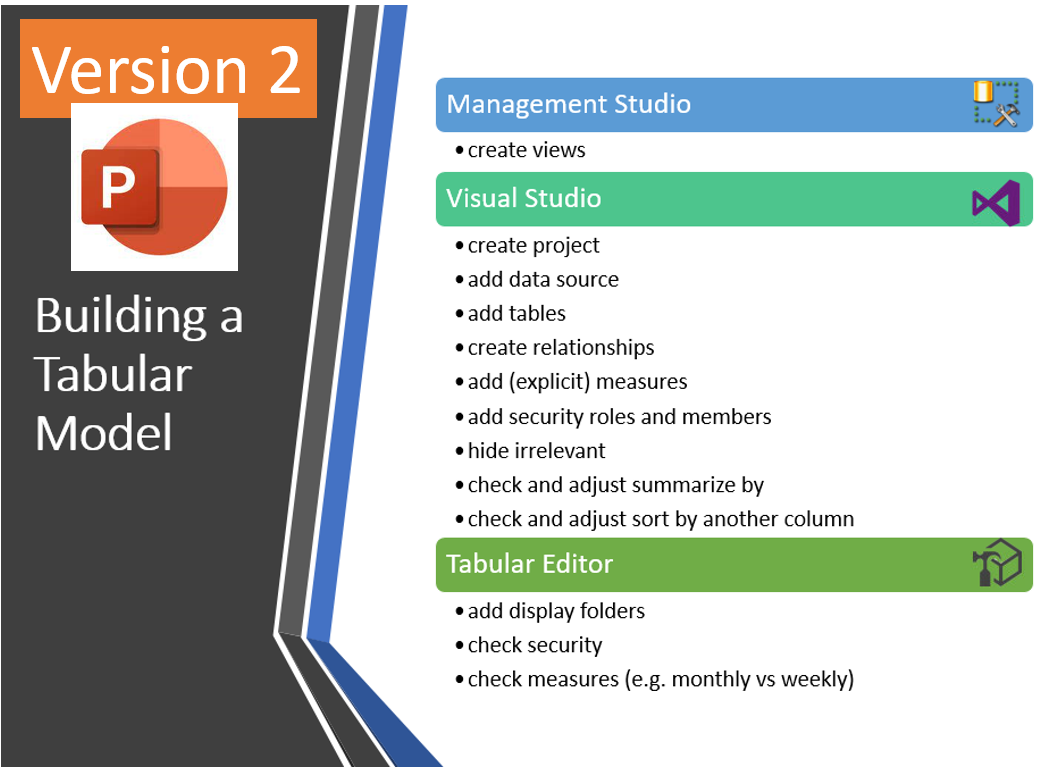 Version 2
P
Building a
Tabular
Model
Management Studio
• create views
Visual Studio
• create project
• add data source
• add tables
• create relationships
• add (explicit) measures
• add security roles and members
• hide irrelevant
• check and adjust summarize by
• check and adjust sort by another column
Tabular Editor
• add display folders
• check security
• check measures (e.g. monthly vs weekly)